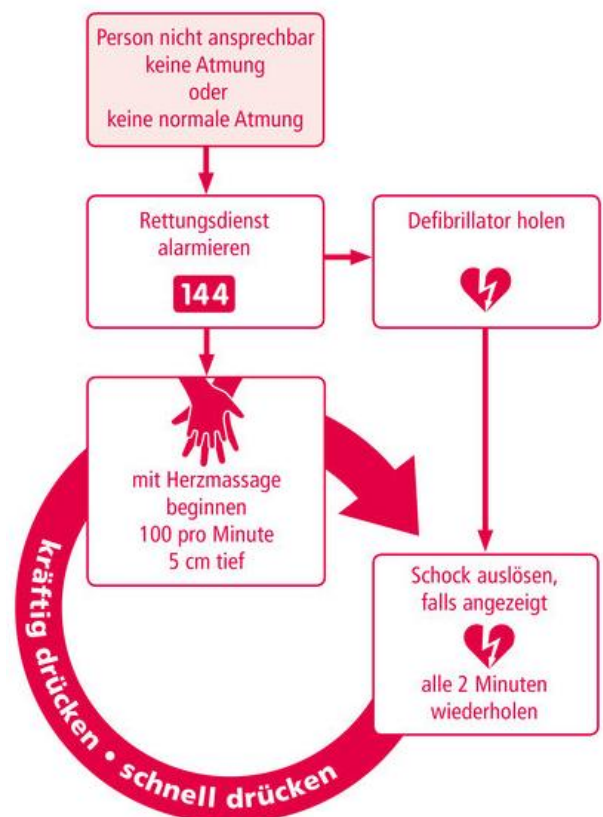 Person nicht ansprechbar
keine Atmung
oder
keine normale Atmung
Rettungsdienst
alarmieren
144
Defibrillator holen
mit Herzmassage
beginnen
100 pro Minute
5 cm tief
Schock auslösen,
falls angezeigt
alle 2 Minuten
wiederholen
kräftig drücken • schnell drücken